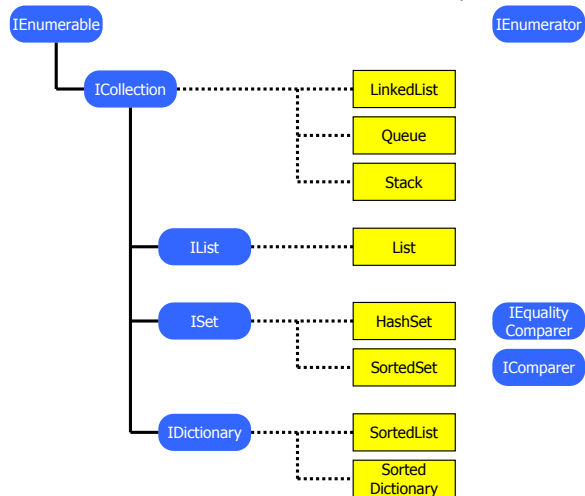 IEnumerable
IEnumerator
ICollection
LinkedList
Queue
Stack
IList
List
ISet
HashSet
IEquality
Comparer
SortedSet
IComparer
IDictionary
SortedList
Sorted
Dictionary